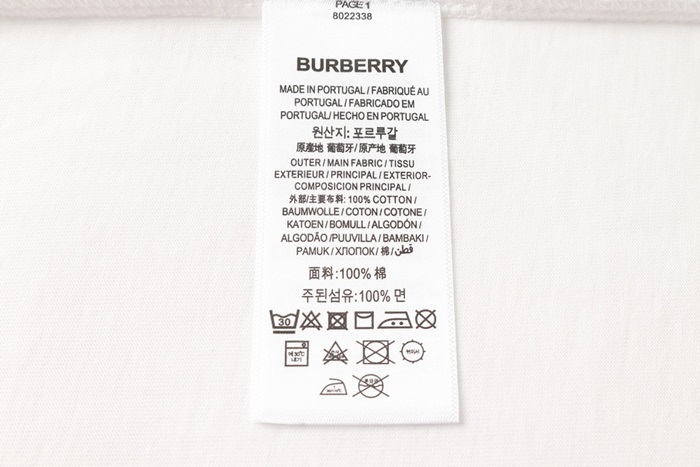 PAGE 1
8022338
BURBERRY
MADE IN PORTUGAL / FABRIQUÉ AU
PORTUGAL / FABRICADO EM
PORTUGAL/ HECHO EN PORTUGAL
원산지: 포르투갈
原產地 葡萄牙/ 原产地 葡萄牙
OUTER / MAIN FABRIC / TISSU
EXTERIEUR / PRINCIPAL / EXTERIOR-
COMPOSICION PRINCIPAL /
外部/主要布料: 100% COTTON /
BAUMWOLLE / COTON / COTONE /
KATOEN / BOMULL / ALGODÓN /
ALGODÃO /PUUVILLA / BAMBAKI /
PAMUK / ХЛОПОК/ 棉 / قطن
面料:100% 棉
주된섬유:100% 면
30